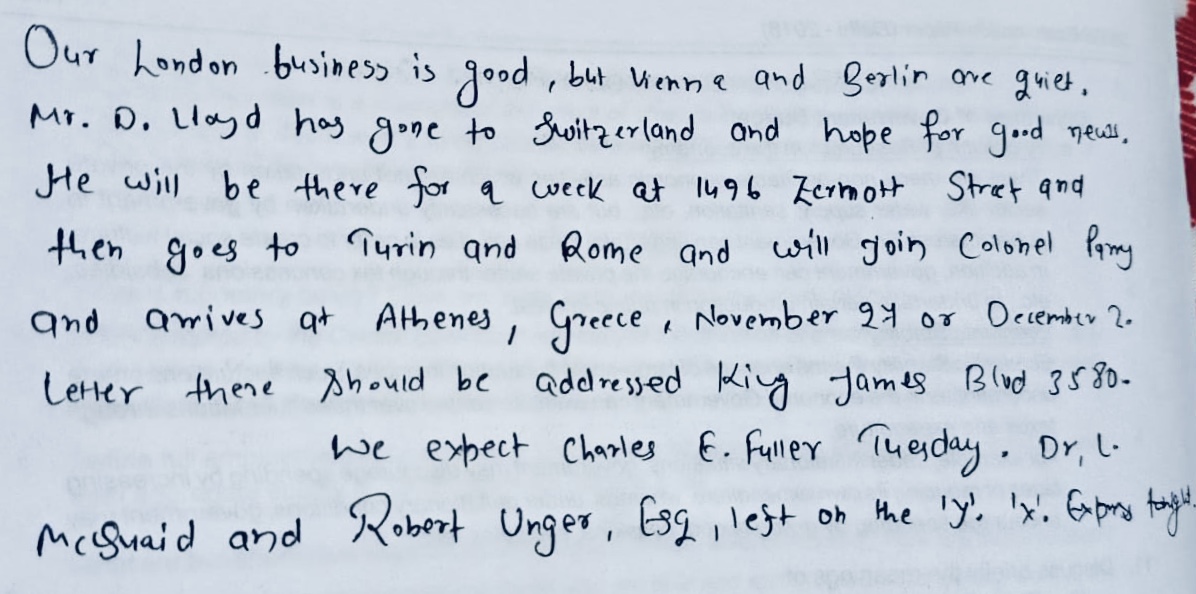 Our London business is good, but Vienna and Berlin are quiet.
Mr. D. Lloyd has gone to Switzerland and hope for good news.
He will be there for a week at 1496 Zermott Street and
then goes to Turin and Rome and will join Colonel Parry
and arrives at Athenes, Greece, November 27 or December 2.
Letter there should be addressed King James Blvd 3580.
We expect Charles E. Fuller Tuesday. Dr, L.
McQuaid and Robert Unger, Esq, lest on the 'Y. X. Express